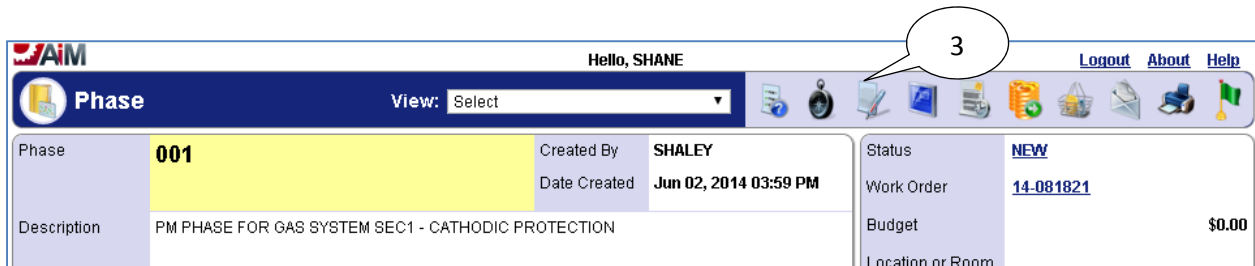 3
AiM
Hello, SHANE
Logout About Help
Phase
View: Select
Phase
001
Created By SHALEY
Date Created Jun 02, 2014 03:59 PM
Description
PM PHASE FOR GAS SYSTEM SEC1 - CATHODIC PROTECTION
Status NEW
Work Order 14-081821
Budget $0.00
Location or Room